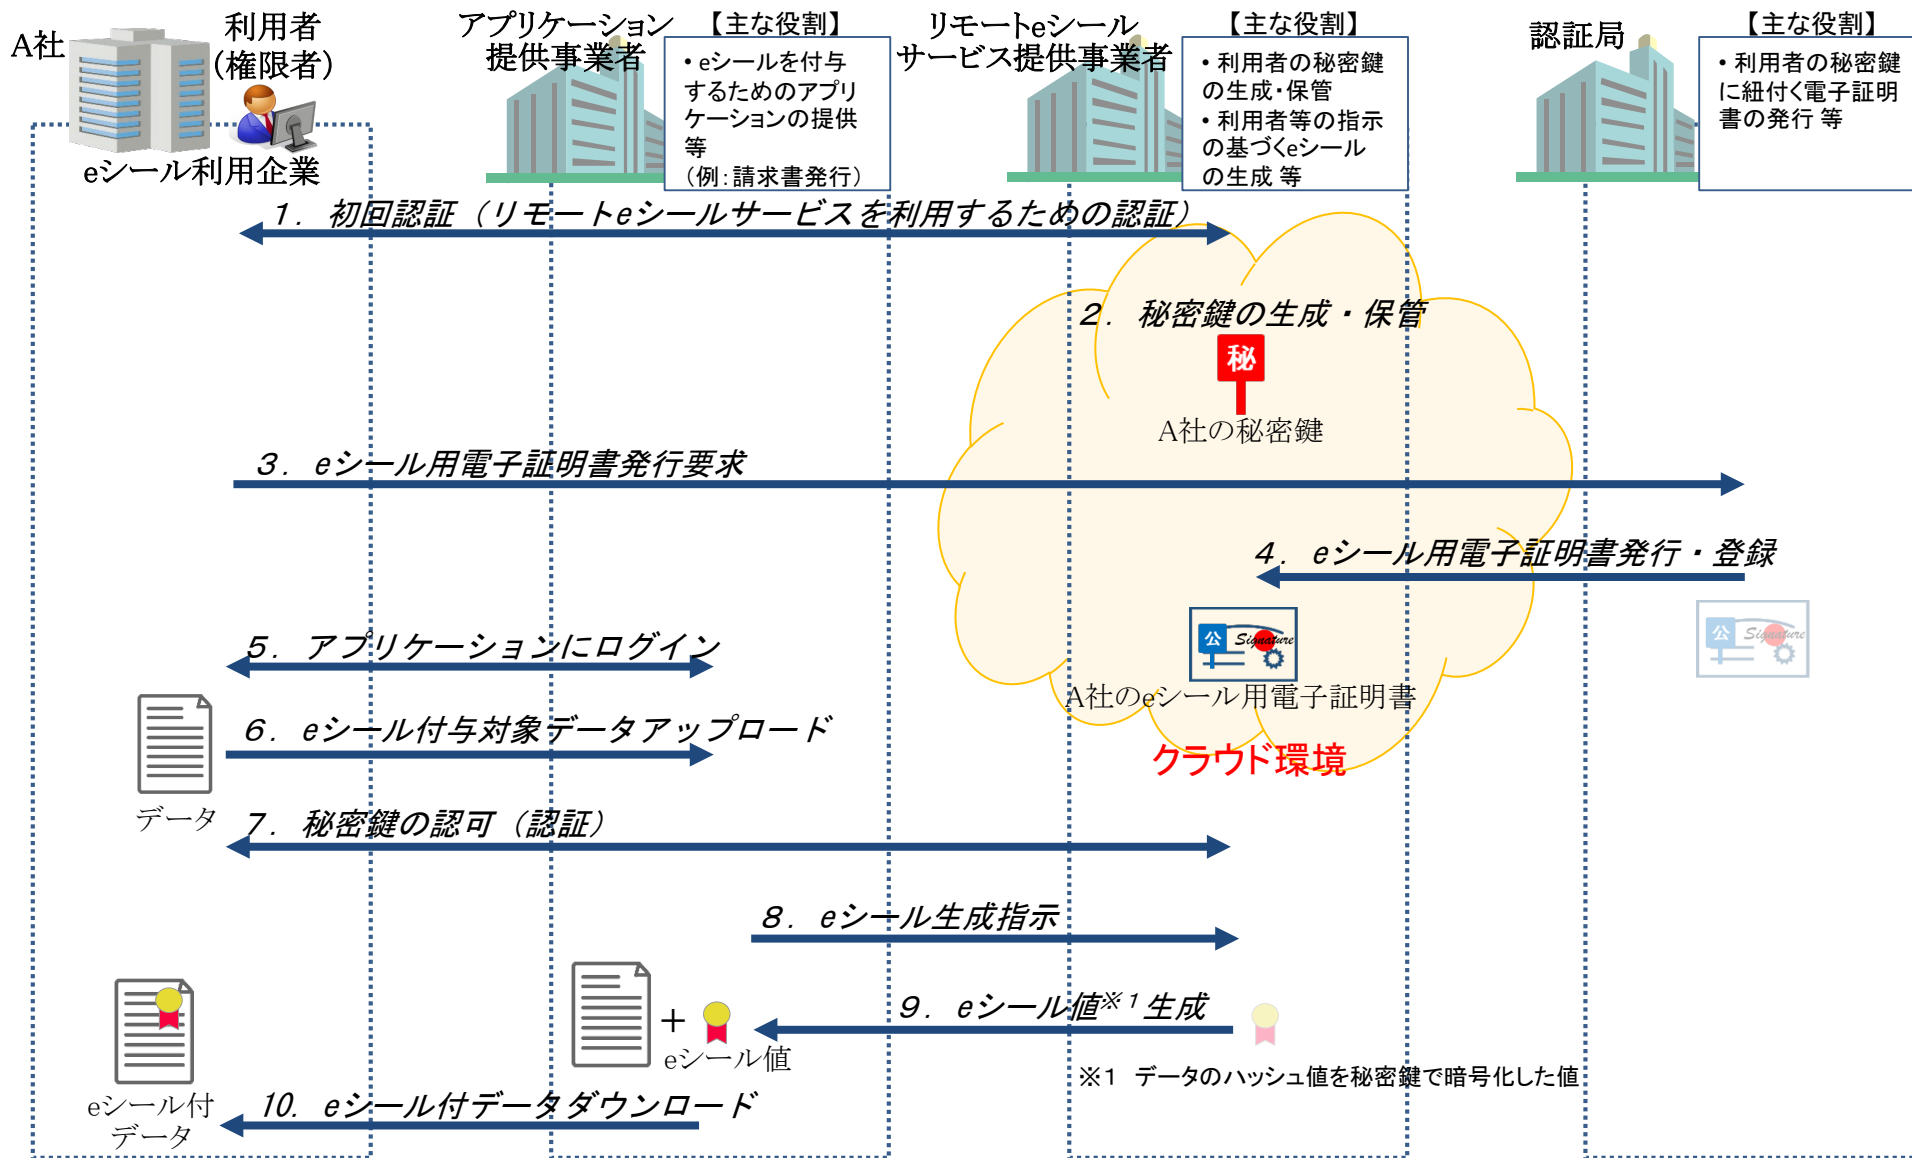 A社
利用者
(権限者)
eシール利用企業
アプリケーション
提供事業者
【主な役割】
・eシールを付与
するためのアプリ
ケーションの提供
等
(例:請求書発行)
リモートeシール
サービス提供事業者
【主な役割】
・利用者の秘密鍵
の生成・保管
・利用者等の指示
の基づくeシール
の生成 等
認証局
【主な役割】
・利用者の秘密鍵
に紐付く電子証明
書の発行 等
1. 初回認証(リモートeシールサービスを利用するための認証)
2. 秘密鍵の生成・保管
秘
A社の秘密鍵
3. eシール用電子証明書発行要求
4. eシール用電子証明書発行・登録
公 Signature
公 Signature
A社のeシール用電子証明書
クラウド環境
5. アプリケーションにログイン
6. eシール付与対象データアップロード
データ
7. 秘密鍵の認可(認証)
8. eシール生成指示
9. eシール値※1生成
+
eシール値
※1 データのハッシュ値を秘密鍵で暗号化した値
10. eシール付データダウンロード
eシール付
データ